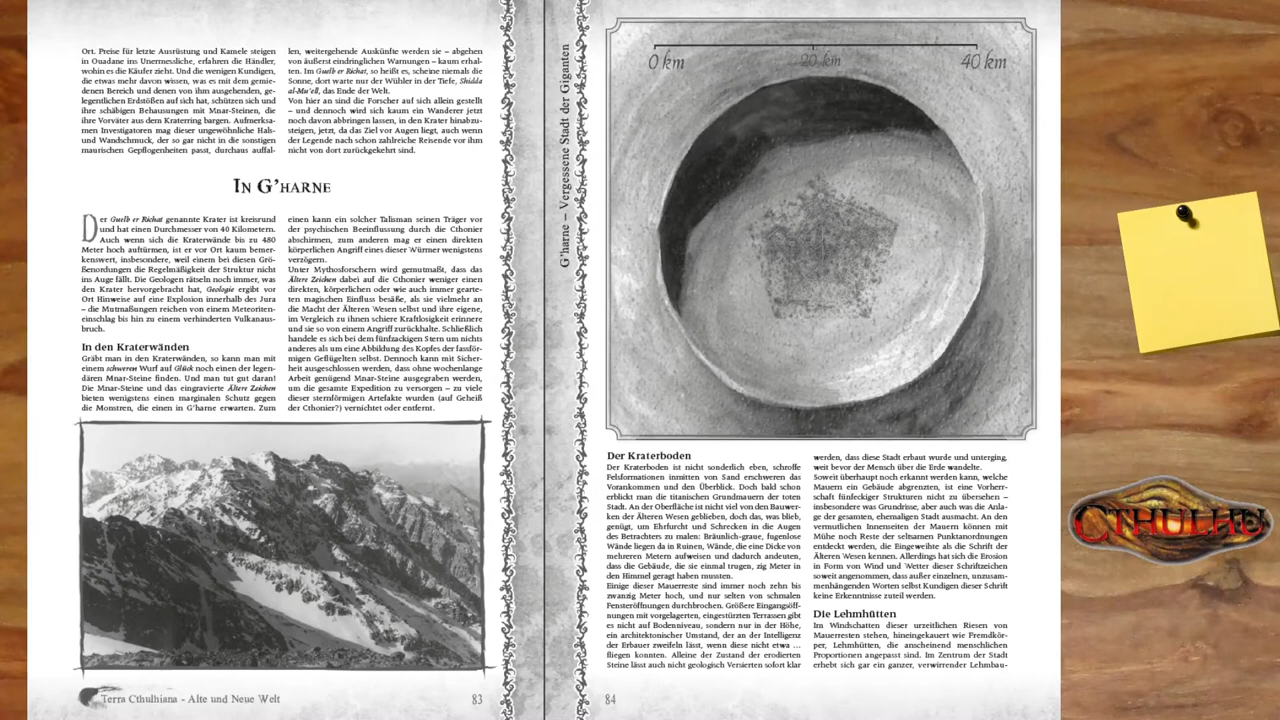 Ort. Preise für letzte Ausrüstung und Kamele steigen
in Ouadane ins Unermessliche, erfahren die Händler,
wohin es die Käufer zieht. Und die wenigen Kundigen,
die etwas mehr davon wissen, was es mit dem gemie-
denen Bereich und denen von ihm ausgehenden, ge-
legentlichen Erdstößen auf sich hat, schützen sich und
ihre schäbigen Behausungen mit Mnar-Steinen, die
ihre Vorväter aus dem Kraterring bargen. Aufmerksa-
men Investigatoren mag dieser ungewöhnliche Hals-
und Wandschmuck, der so gar nicht in die sonstigen
maurischen Gepflogenheiten passt, durchaus auffal-
len, weitergehende Auskünfte werden sie – abgehen
von äußerst eindringlichen Warnungen – kaum erhal-
ten. Im Guelb er Richat, so heißt es, scheine niemals die
Sonne, dort warte nur der Wühler in der Tiefe, Shidda
al-Mu'ell, das Ende der Welt.
Von hier an sind die Forscher auf sich allein gestellt
– und dennoch wird sich kaum ein Wanderer jetzt
noch davon abbringen lassen, in den Krater hinabzu-
steigen, jetzt, da das Ziel vor Augen liegt, auch wenn
der Legende nach schon zahlreiche Reisende vor ihm
nicht von dort zurückgekehrt sind.
In G'harne
Der Guelb er Richat genannte Krater ist kreisrund
und hat einen Durchmesser von 40 Kilometern.
Auch wenn sich die Kraterwände bis zu 480
Meter hoch auftürmen, ist er vor Ort kaum bemer-
kenswert, insbesondere, weil einem bei diesen Grö-
ßenordnungen die Regelmäßigkeit der Struktur nicht
ins Auge fällt. Die Geologen rätseln noch immer, was
den Krater hervorgebracht hat, Geologie ergibt vor
Ort Hinweise auf eine Explosion innerhalb des Jura
– die Mutmaßungen reichen von einem Meteoriten-
einschlag bis hin zu einem verhinderten Vulkanaus-
bruch.
In den Kraterwänden
Gräbt man in den Kraterwänden, so kann man mit
einem schweren Wurf auf Glück noch einen der legen-
dären Mnar-Steine finden. Und man tut gut daran!
Die Mnar-Steine und das eingravierte Ältere Zeichen
bieten wenigstens einen marginalen Schutz gegen
die Monstren, die einen in G'harne erwarten. Zum
einen kann ein solcher Talisman seinen Träger vor
der psychischen Beeinflussung durch die Cthonier
abschirmen, zum anderen mag er einen direkten
körperlichen Angriff eines dieser Würmer wenigstens
verzögern.
Unter Mythosforschern wird gemutmaßt, dass das
Ältere Zeichen dabei auf die Cthonier weniger einen
direkten, körperlichen oder wie auch immer gearte-
ten magischen Einfluss besäße, als sie vielmehr an
die Macht der Älteren Wesen selbst und ihre eigene,
im Vergleich zu ihnen schiere Kraftlosigkeit erinnere
und sie so von einem Angriff zurückhalte. Schließlich
handele es sich bei dem fünfzackigen Stern um nichts
anderes als um eine Abbildung des Kopfes der fassför-
migen Geflügelten selbst. Dennoch kann mit Sicher-
heit ausgeschlossen werden, dass ohne wochenlange
Arbeit genügend Mnar-Steine ausgegraben werden,
um die gesamte Expedition zu versorgen – zu viele
dieser sternförmigen Artefakte wurden (auf Geheiß
der Cthonier?) vernichtet oder entfernt.
Terra Cthulhiana - Alte und Neue Welt
83
G'harne – Vergessene Stadt der Giganten
0 km 20 km 40 km
Der Kraterboden
Der Kraterboden ist nicht sonderlich eben, schroffe
Felsformationen inmitten von Sand erschweren das
Vorankommen und den Überblick. Doch bald schon
erblickt man die titanischen Grundmauern der toten
Stadt. An der Oberfläche ist nicht viel von den Bauwer-
ken der Älteren Wesen geblieben, doch das, was blieb,
genügt, um Ehrfurcht und Schrecken in die Augen
des Betrachters zu malen: Bräunlich-graue, fugenlose
Wände liegen da in Ruinen, Wände, die eine Dicke von
mehreren Metern aufweisen und dadurch andeuten,
dass die Gebäude, die sie einmal trugen, zig Meter in
den Himmel geragt haben mussten.
Einige dieser Mauerreste sind immer noch zehn bis
zwanzig Meter hoch, und nur selten von schmalen
Fensteröffnungen durchbrochen. Größere Eingangsöff-
nungen mit vorgelagerten, eingestürzten Terrassen gibt
es nicht auf Bodenniveau, sondern nur in der Höhe,
ein architektonischer Umstand, der an der Intelligenz
der Erbauer zweifeln lässt, wenn diese nicht etwa ...
fliegen konnten. Alleine der Zustand der erodierten
Steine lässt auch nicht geologisch Versierten sofort klar
werden, dass diese Stadt erbaut wurde und unterging,
weit bevor der Mensch über die Erde wandelte.
Soweit überhaupt noch erkannt werden kann, welche
Mauern ein Gebäude abgrenzten, ist eine Vorherr-
schaft fünfeckiger Strukturen nicht zu übersehen –
insbesondere was Grundrisse, aber auch was die Anla-
ge der gesamten, ehemaligen Stadt ausmacht. An den
vermutlichen Innenseiten der Mauern können mit
Mühe noch Reste der seltsamen Punktanordnungen
entdeckt werden, die Eingeweihte als die Schrift der
Älteren Wesen kennen. Allerdings hat sich die Erosion
in Form von Wind und Wetter dieser Schriftzeichen
soweit angenommen, dass außer einzelnen, unzusam-
menhängenden Worten selbst Kundigen dieser Schrift
keine Erkenntnisse zuteil werden.
Die Lehmhütten
Im Windschatten dieser urzeitlichen Riesen von
Mauerresten stehen, hineingekauert wie Fremdkör-
per, Lehmhütten, die anscheinend menschlichen
Proportionen angepasst sind. Im Zentrum der Stadt
erhebt sich gar ein ganzer, verwirrender Lehmbau-
84
CTHULHU